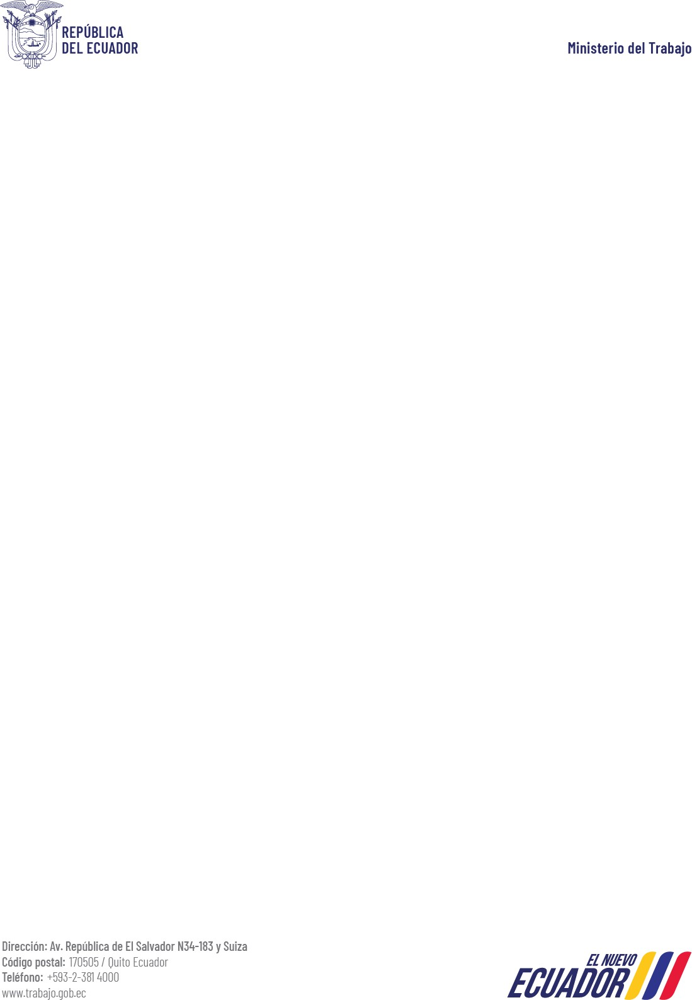 REPÚBLICA
DEL ECUADOR
Ministerio del Trabajo
Dirección: Av. República de El Salvador N34-183 y Suiza
Código postal: 170505 / Quito Ecuador
Teléfono: +593-2-381 4000
www.trabajo.gob.ec
EL NUEVO
ECUADOR